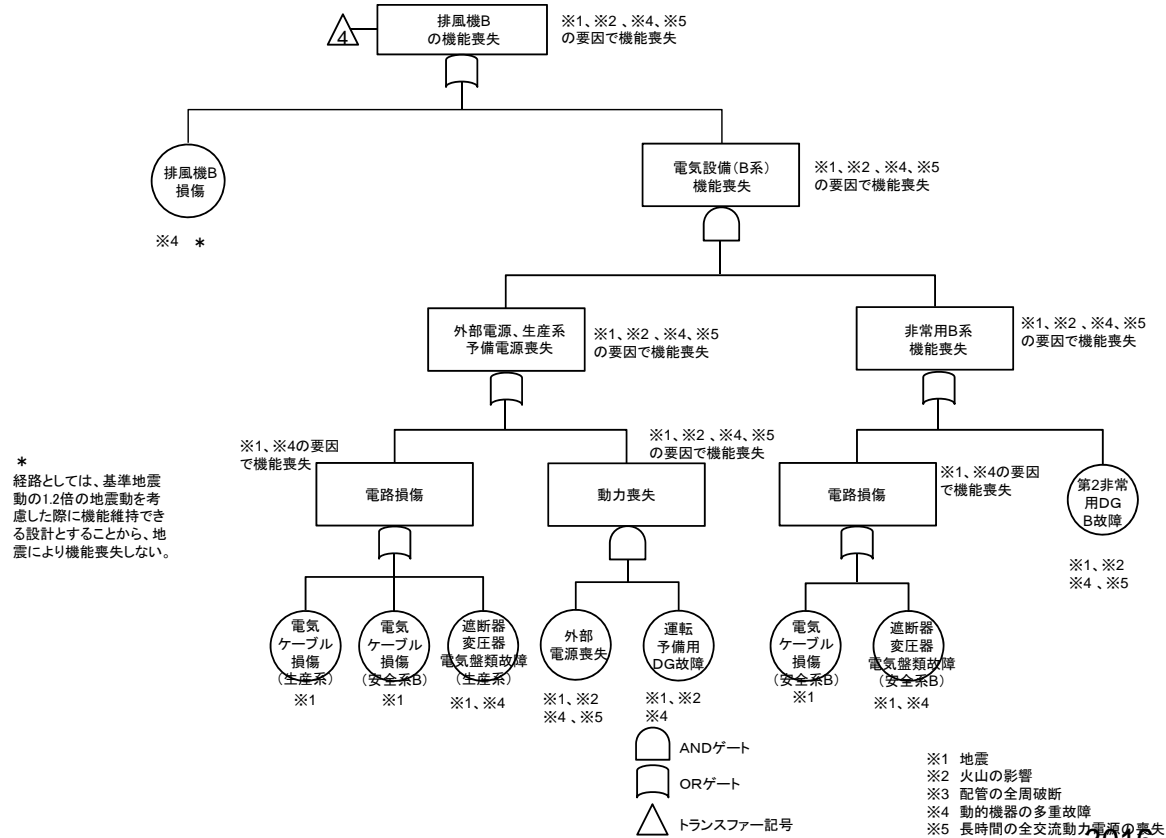 4
排風機B
の機能喪失
※1、※2 、※4、※5
の要因で機能喪失
排風機B
損傷
※4 *
電気設備(B系)
機能喪失
※1、※2 、※4、※5
の要因で機能喪失
外部電源、生産系
予備電源喪失
※1、※2 、※4、※5
の要因で機能喪失
非常用B系
機能喪失
※1、※2 、※4、※5
の要因で機能喪失
*
経路としては、基準地震
動の1.2倍の地震動を考
慮した際に機能維持でき
る設計とすることから、地
震により機能喪失しない。
※1、※4の要因
で機能喪失
電路損傷
※1、※2 、※4、※5
の要因で機能喪失
動力喪失
電路損傷
※1、※4の要因
で機能喪失
第2非常
用DG
B故障
※1、※2
※4 、※5
電気
ケーブル
損傷
(生産系)
※1
電気
ケーブル
損傷
(安全系B)
※1
遮断器
変圧器
電気盤類故障
(生産系)
※1、※4
外部
電源喪失
※1、※2
※4 、※5
運転
予備用
DG故障
※1、※2
※4
電気
ケーブル
損傷
(安全系B)
※1
遮断器
変圧器
電気盤類故障
(安全系B)
※1、※4
ANDゲート
ORゲート
トランスファー記号
※1 地震
※2 火山の影響
※3 配管の全周破断
※4 動的機器の多重故障
※5 長時間の全交流動力電源の喪失